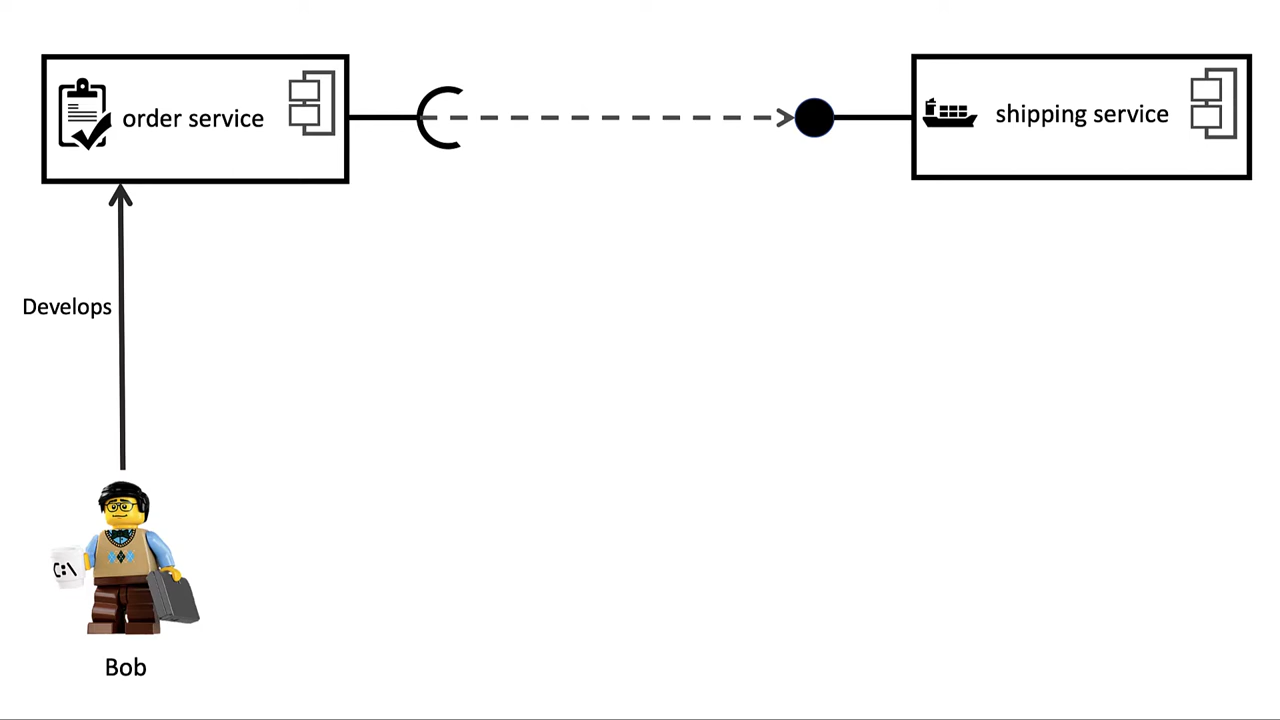 order service
shipping service
Develops
C:\
Bob